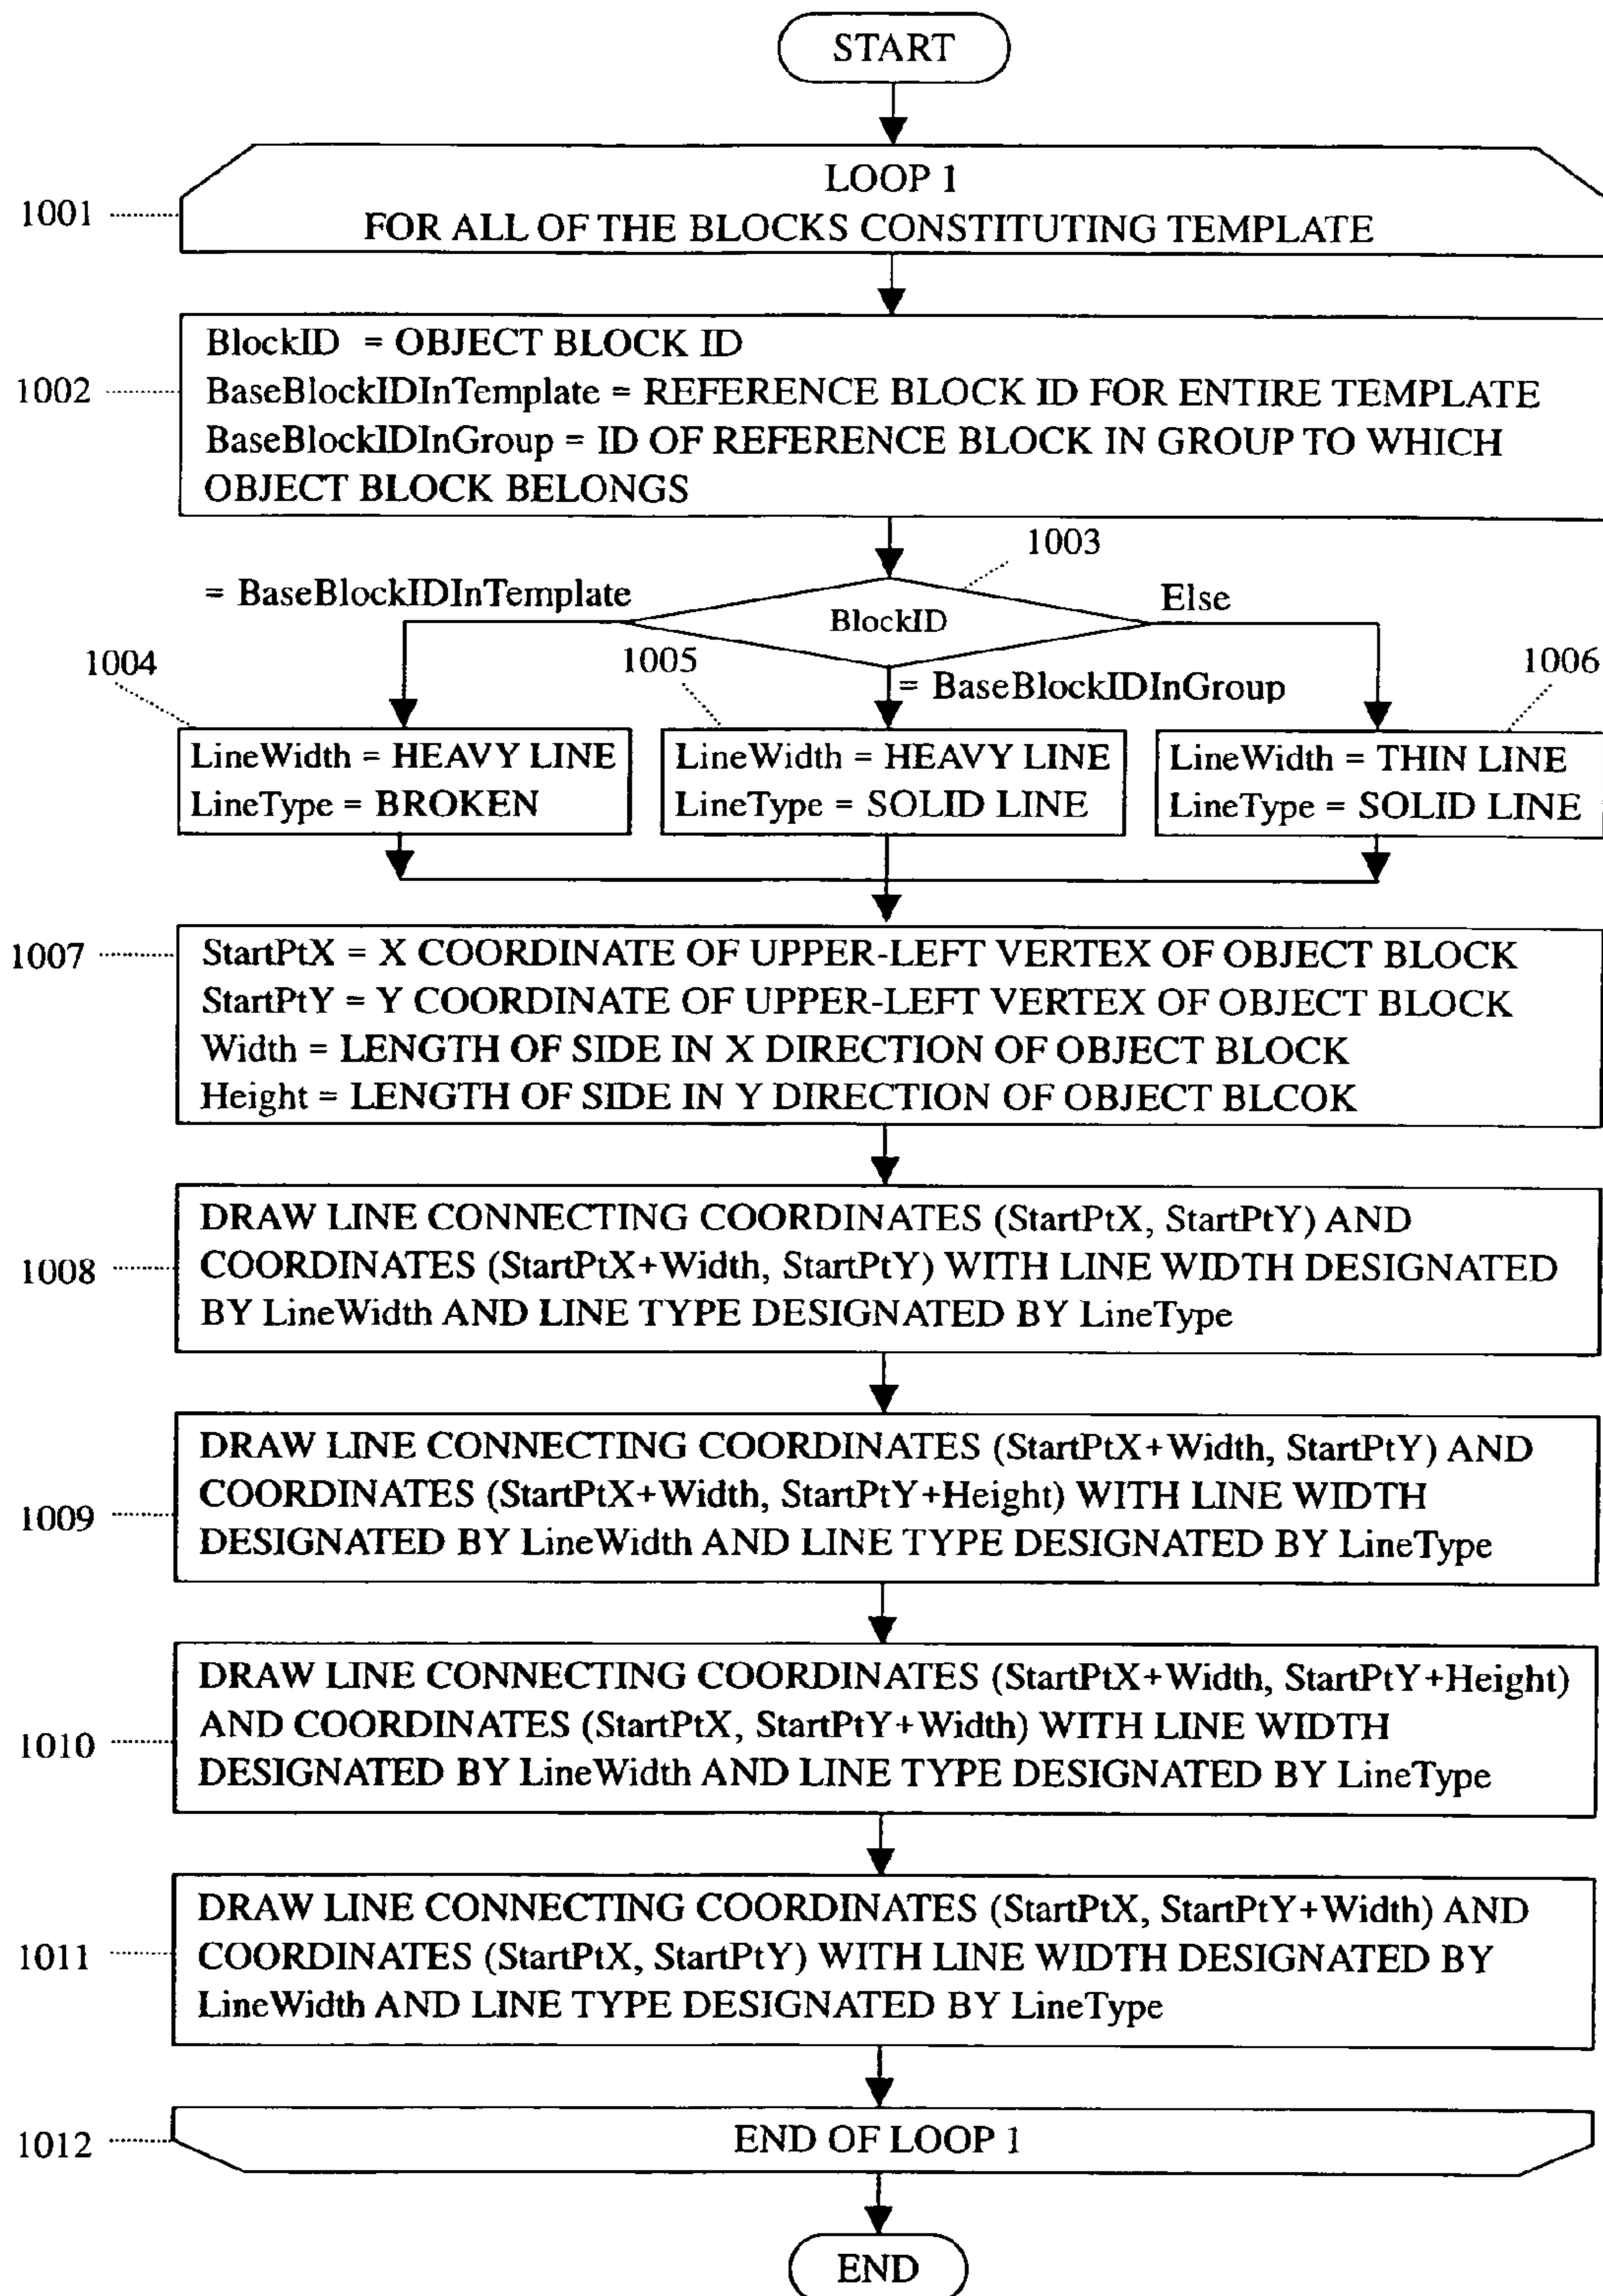 START
LOOP 1
FOR ALL OF THE BLOCKS CONSTITUTING TEMPLATE
1001
BlockID = OBJECT BLOCK ID
BaseBlockIDInTemplate = REFERENCE BLOCK ID FOR ENTIRE TEMPLATE
BaseBlockIDInGroup = ID OF REFERENCE BLOCK IN GROUP TO WHICH
OBJECT BLOCK BELONGS
1002
1003
= BaseBlockIDInTemplate
BlockID
Else
= BaseBlockIDInGroup
1004
1005
1006
LineWidth = HEAVY LINE
LineType = BROKEN
LineWidth = HEAVY LINE
LineType = SOLID LINE
LineWidth = THIN LINE
LineType = SOLID LINE
1007
StartPtX = X COORDINATE OF UPPER-LEFT VERTEX OF OBJECT BLOCK
StartPtY = Y COORDINATE OF UPPER-LEFT VERTEX OF OBJECT BLOCK
Width = LENGTH OF SIDE IN X DIRECTION OF OBJECT BLOCK
Height = LENGTH OF SIDE IN Y DIRECTION OF OBJECT BLCOK
1008
DRAW LINE CONNECTING COORDINATES (StartPtX, StartPtY) AND
COORDINATES (StartPtX+Width, StartPtY) WITH LINE WIDTH DESIGNATED
BY LineWidth AND LINE TYPE DESIGNATED BY LineType
1009
DRAW LINE CONNECTING COORDINATES (StartPtX+Width, StartPtY) AND
COORDINATES (StartPtX+Width, StartPtY+Height) WITH LINE WIDTH
DESIGNATED BY LineWidth AND LINE TYPE DESIGNATED BY LineType
1010
DRAW LINE CONNECTING COORDINATES (StartPtX+Width, StartPtY+Height)
AND COORDINATES (StartPtX, StartPtY+Width) WITH LINE WIDTH
DESIGNATED BY LineWidth AND LINE TYPE DESIGNATED BY LineType
1011
DRAW LINE CONNECTING COORDINATES (StartPtX, StartPtY+Width) AND
COORDINATES (StartPtX, StartPtY) WITH LINE WIDTH DESIGNATED BY
LineWidth AND LINE TYPE DESIGNATED BY LineType
1012
END OF LOOP 1
END